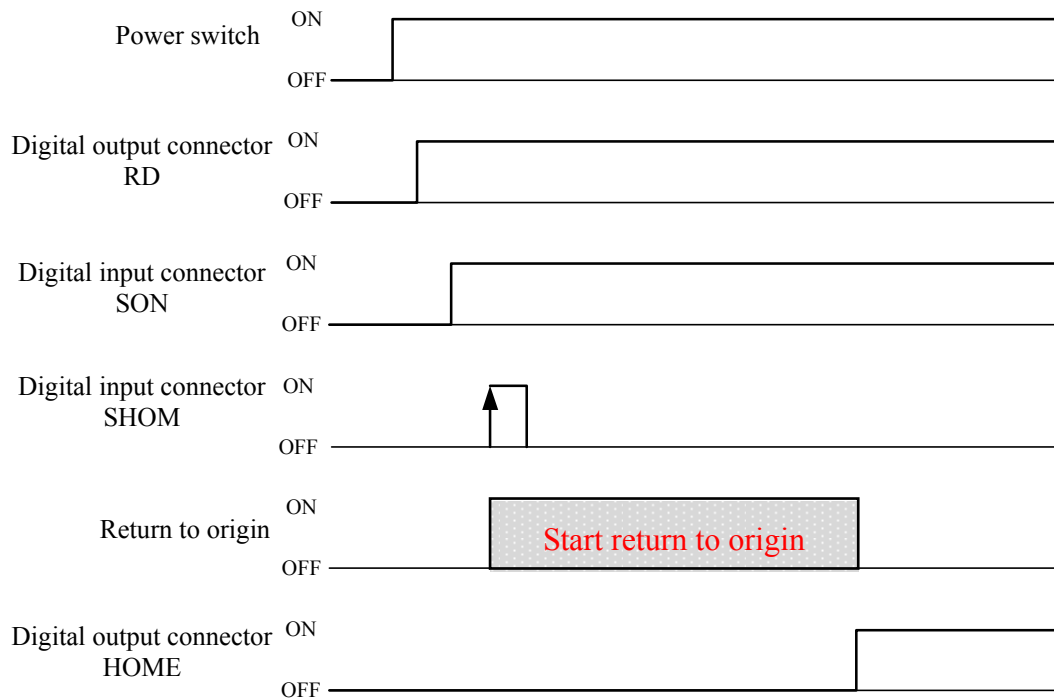 ON
Power switch
OFF
Digital output connector
RD
ON
OFF
Digital input connector
SON
ON
OFF
Digital input connector
SHOM
ON
OFF
ON
Return to origin
Start return to origin
OFF
Digital output connector
HOME
ON
OFF